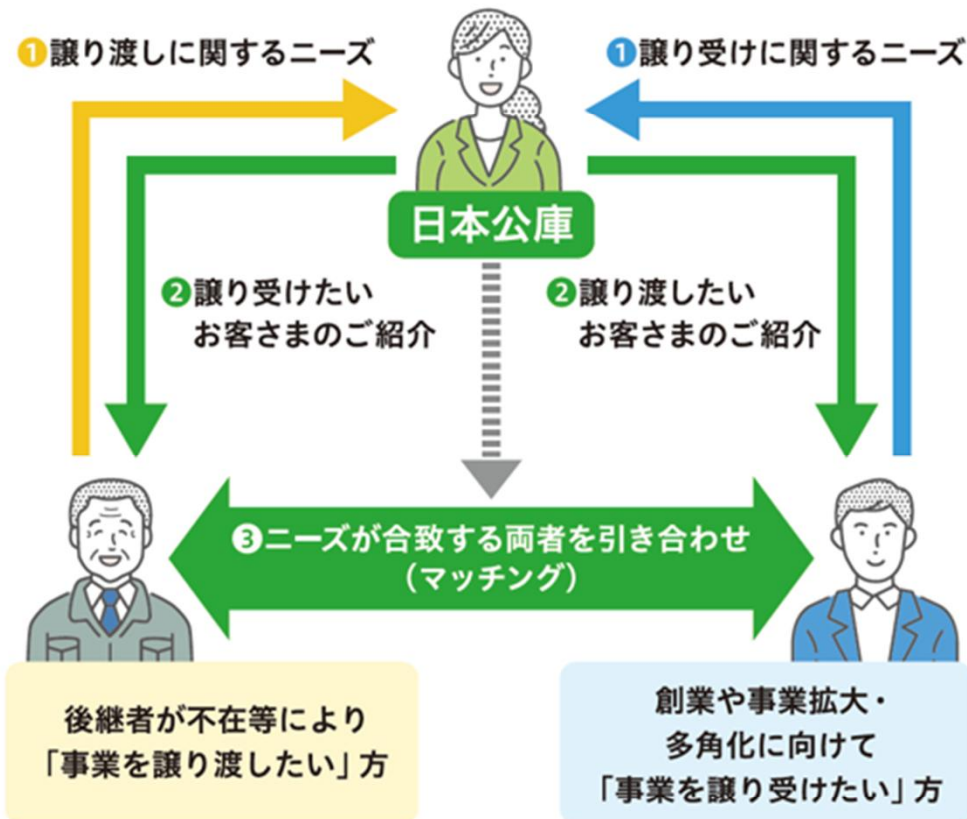 ❶譲り渡しに関するニーズ
❶譲り受けに関するニーズ
日本公庫
❷譲り受けたい
お客さまのご紹介
❷譲り渡したい
お客さまのご紹介
❸ニーズが合致する両者を引き合わせ
(マッチング)
後継者が不在等により
「事業を譲り渡したい」方
創業や事業拡大・
多角化に向けて
「事業を譲り受けたい」方